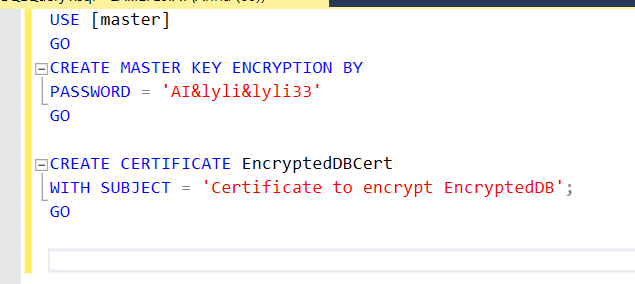 USE [master]
GO
CREATE MASTER KEY ENCRYPTION BY
PASSWORD = 'AI&lyli&lyli33'
GO
CREATE CERTIFICATE EncryptedDBCert
WITH SUBJECT = 'Certificate to encrypt EncryptedDB';
GO